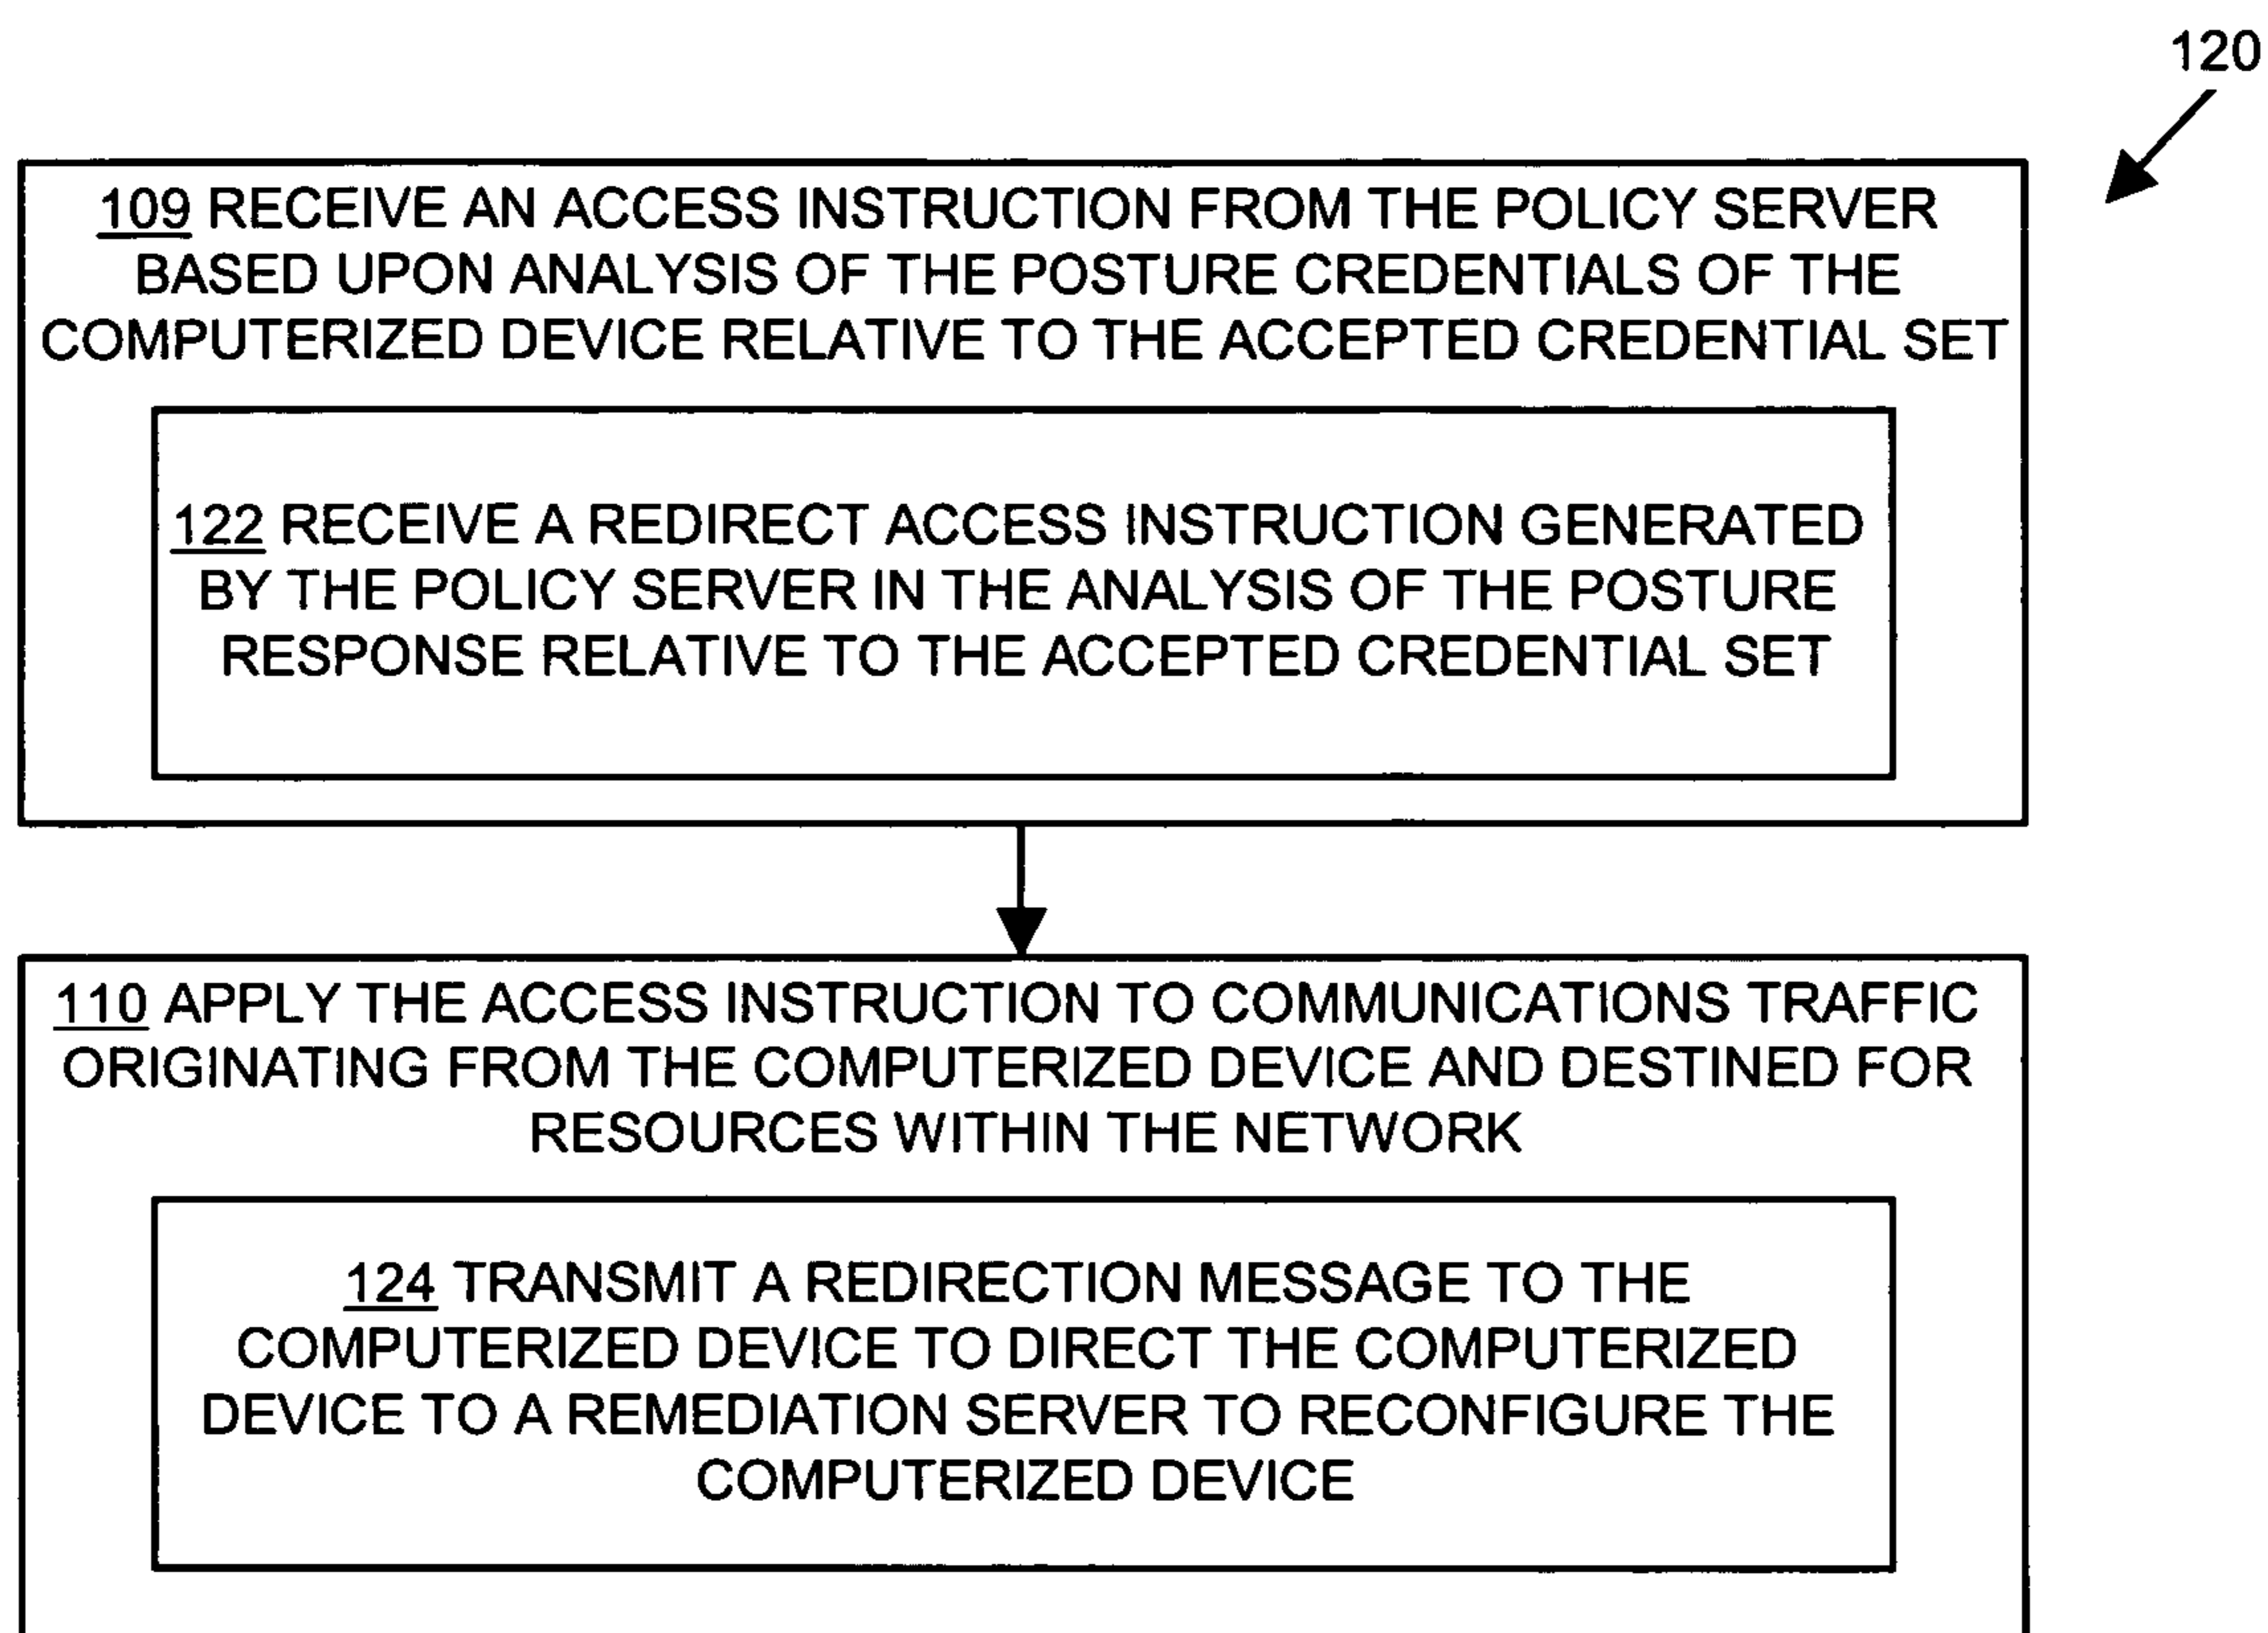 120
109 RECEIVE AN ACCESS INSTRUCTION FROM THE POLICY SERVER
BASED UPON ANALYSIS OF THE POSTURE CREDENTIALS OF THE
COMPUTERIZED DEVICE RELATIVE TO THE ACCEPTED CREDENTIAL SET
122 RECEIVE A REDIRECT ACCESS INSTRUCTION GENERATED
BY THE POLICY SERVER IN THE ANALYSIS OF THE POSTURE
RESPONSE RELATIVE TO THE ACCEPTED CREDENTIAL SET
110 APPLY THE ACCESS INSTRUCTION TO COMMUNICATIONS TRAFFIC
ORIGINATING FROM THE COMPUTERIZED DEVICE AND DESTINED FOR
RESOURCES WITHIN THE NETWORK
124 TRANSMIT A REDIRECTION MESSAGE TO THE
COMPUTERIZED DEVICE TO DIRECT THE COMPUTERIZED
DEVICE TO A REMEDIATION SERVER TO RECONFIGURE THE
COMPUTERIZED DEVICE